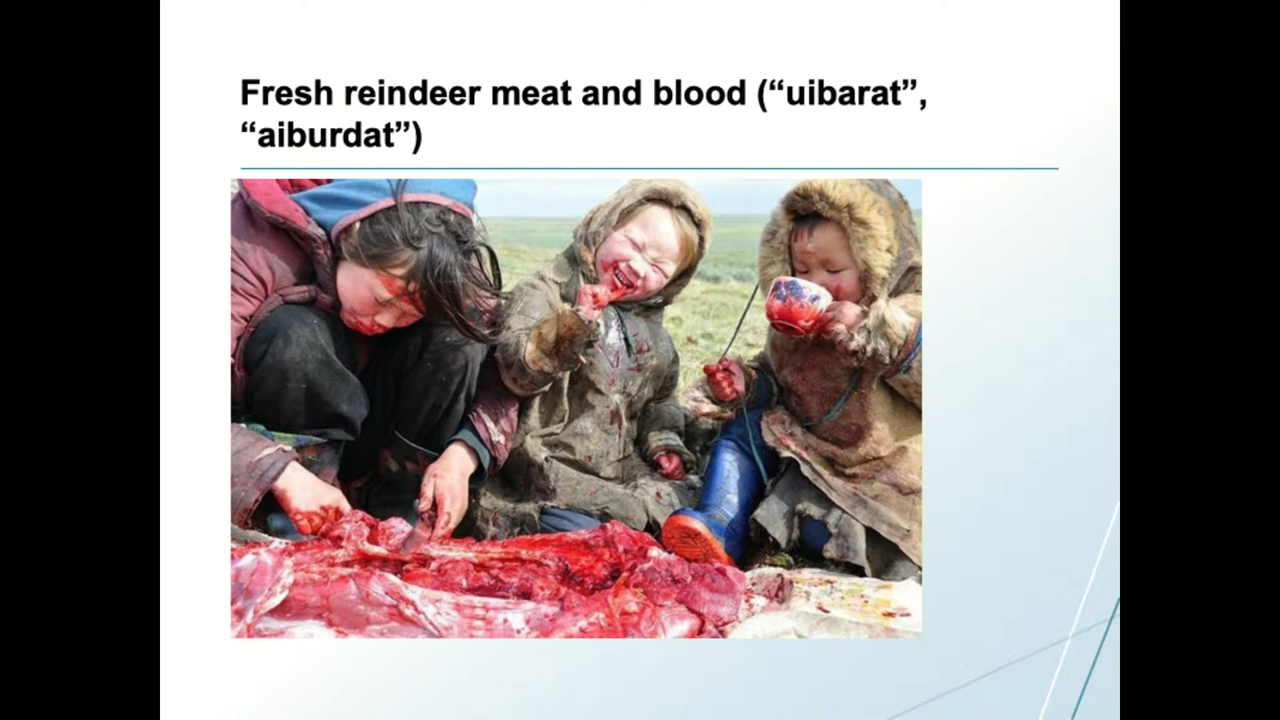 Fresh reindeer meat and blood (“uibarat”,
“aiburdat”)